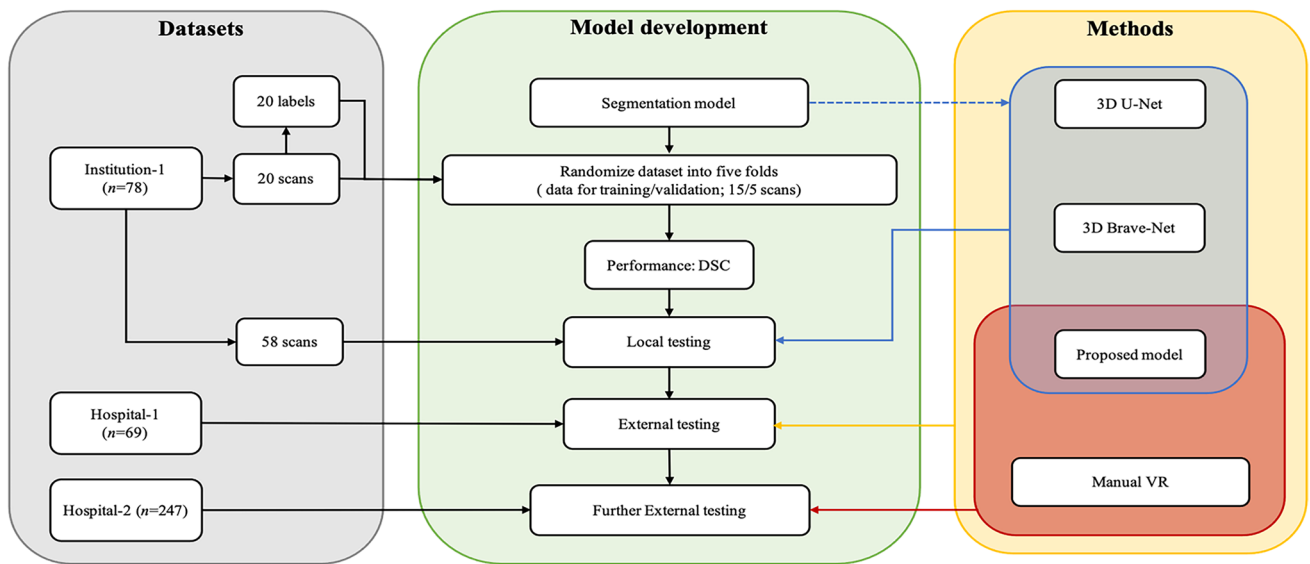 Datasets
20 labels
Institution-1
(n=78)
20 scans
58 scans
Hospital-1
(n=69)
Hospital-2 (n=247)
Model development
Segmentation model
Randomize dataset into five folds
( data for training/validation; 15/5 scans)
Performance: DSC
Local testing
External testing
Further External testing
Methods
3D U-Net
3D Brave-Net
Proposed model
Manual VR